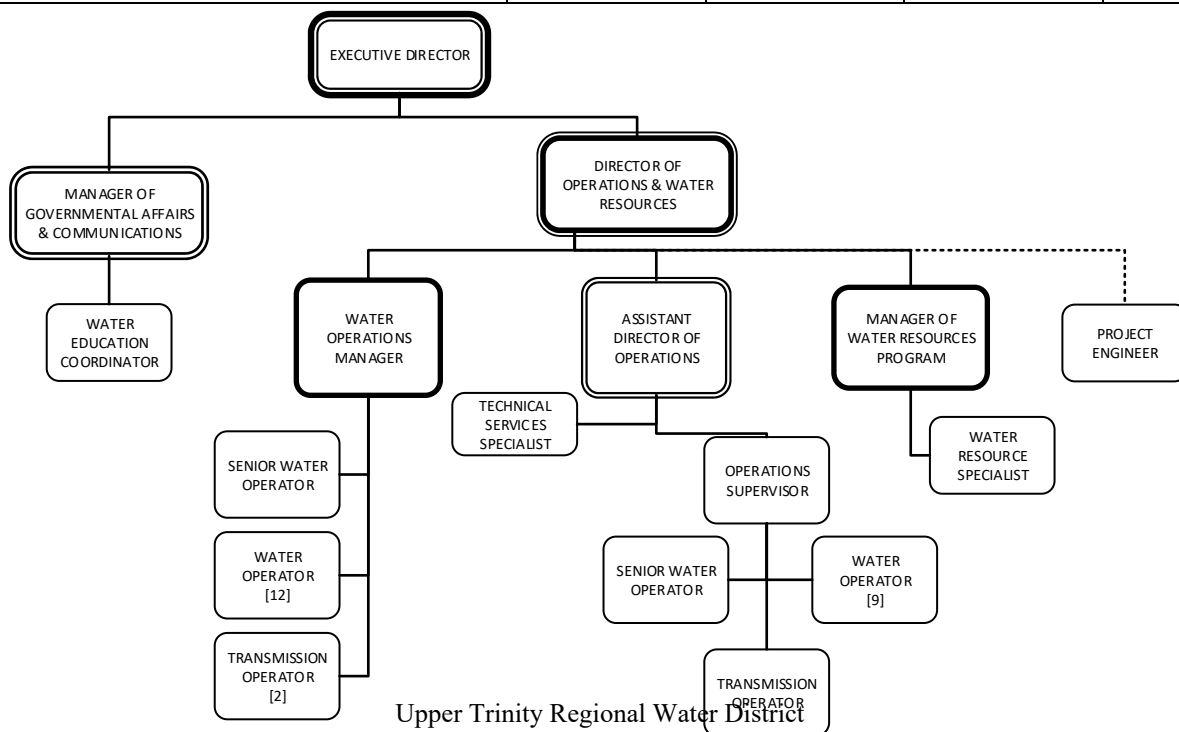 EXECUTIVE DIRECTOR
DIRECTOR OF
OPERATIONS & WATER
RESOURCES
MANAGER OF
GOVERNMENTAL AFFAIRS
& COMMUNICATIONS
WATER
EDUCATION
COORDINATOR
WATER
OPERATIONS
MANAGER
ASSISTANT
DIRECTOR OF
OPERATIONS
MANAGER OF
WATER RESOURCES
PROGRAM
PROJECT
ENGINEER
TECHNICAL
SERVICES
SPECIALIST
SENIOR WATER
OPERATOR
OPERATIONS
SUPERVISOR
WATER
RESOURCE
SPECIALIST
WATER
OPERATOR
[12]
SENIOR WATER
OPERATOR
WATER
OPERATOR
[9]
TRANSMISSION
OPERATOR
[2]
TRANSMISSION
OPERATOR
Upper Trinity Regional Water District